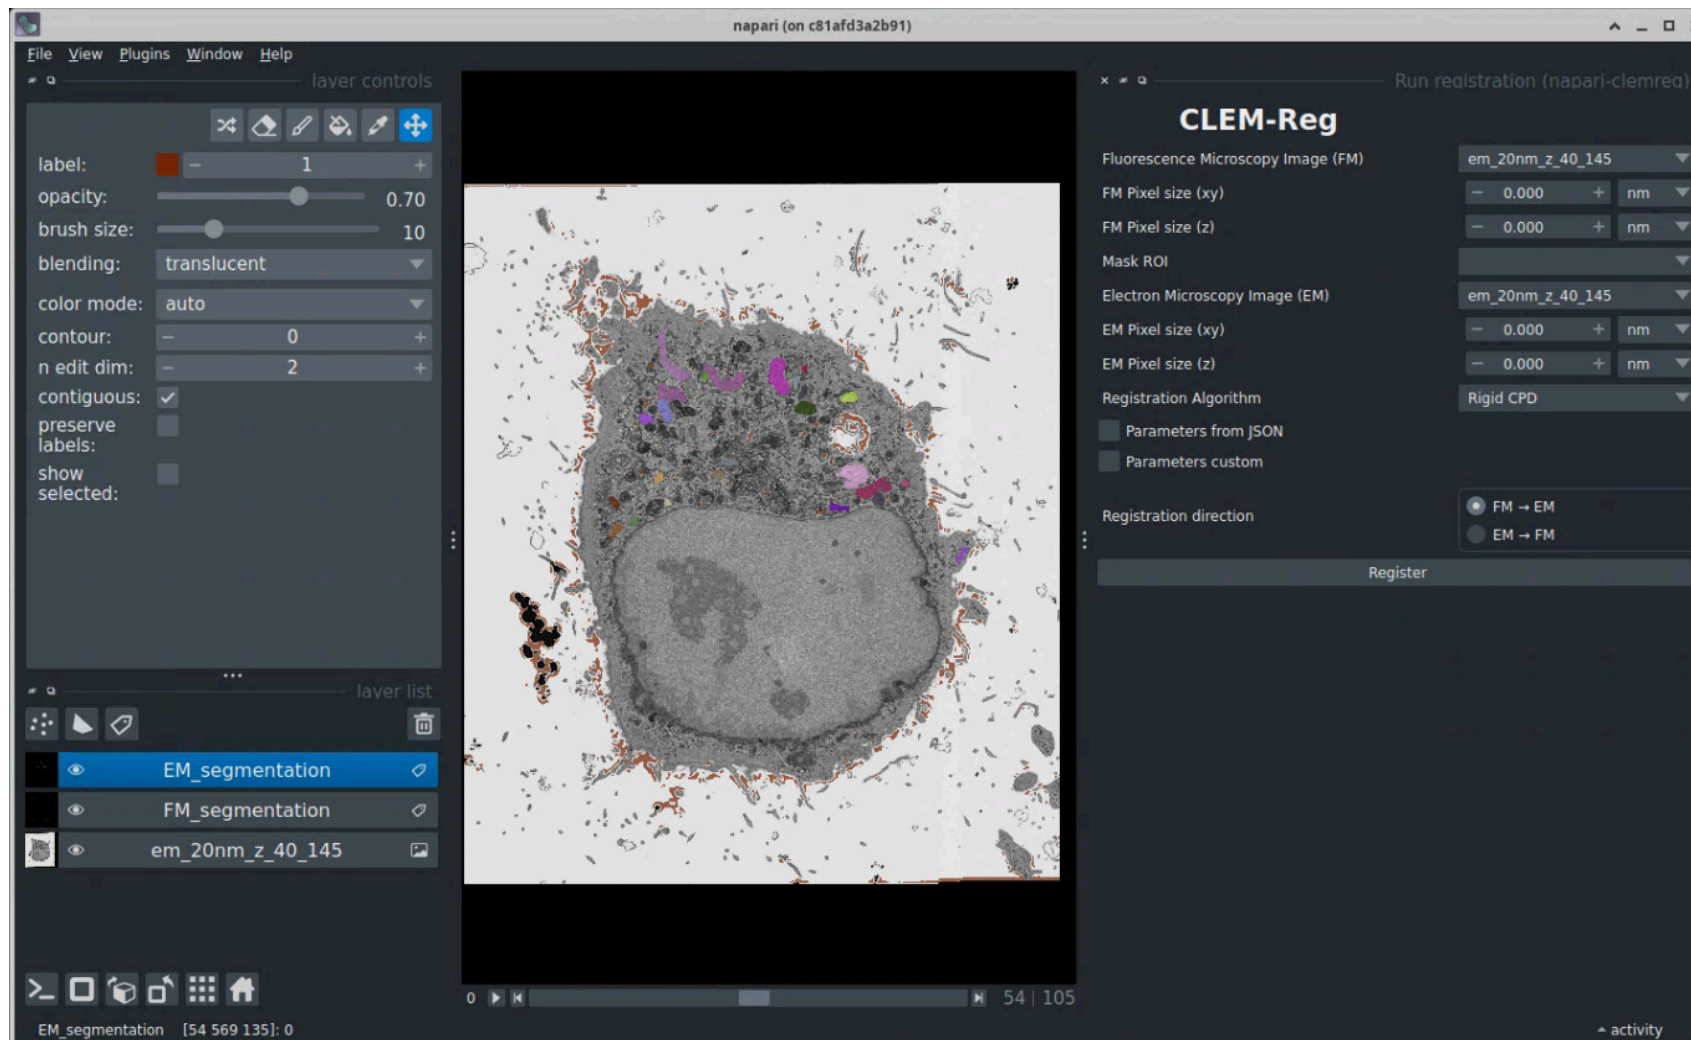 napari (on c81afd3a2b91)
File View Plugins Window Help
layer controls
label: 1
opacity: 0.70
brush size: 10
blending: translucent
color mode: auto
contour: 0
n edit dim: 2
contiguous:
preserve
labels:
show
selected:
layer list
EM_segmentation
FM_segmentation
em_20nm_z_40_145
0 54 | 105
EM_segmentation [54 569 135]: 0
Run registration (napari-clemreg)
CLEM-Reg
Fluorescence Microscopy Image (FM) em_20nm_z_40_145
FM Pixel size (xy) − 0.000 + nm
FM Pixel size (z) − 0.000 + nm
Mask ROI
Electron Microscopy Image (EM) em_20nm_z_40_145
EM Pixel size (xy) − 0.000 + nm
EM Pixel size (z) − 0.000 + nm
Registration Algorithm Rigid CPD
Parameters from JSON
Parameters custom
Registration direction
FM → EM
EM → FM
Register
activity